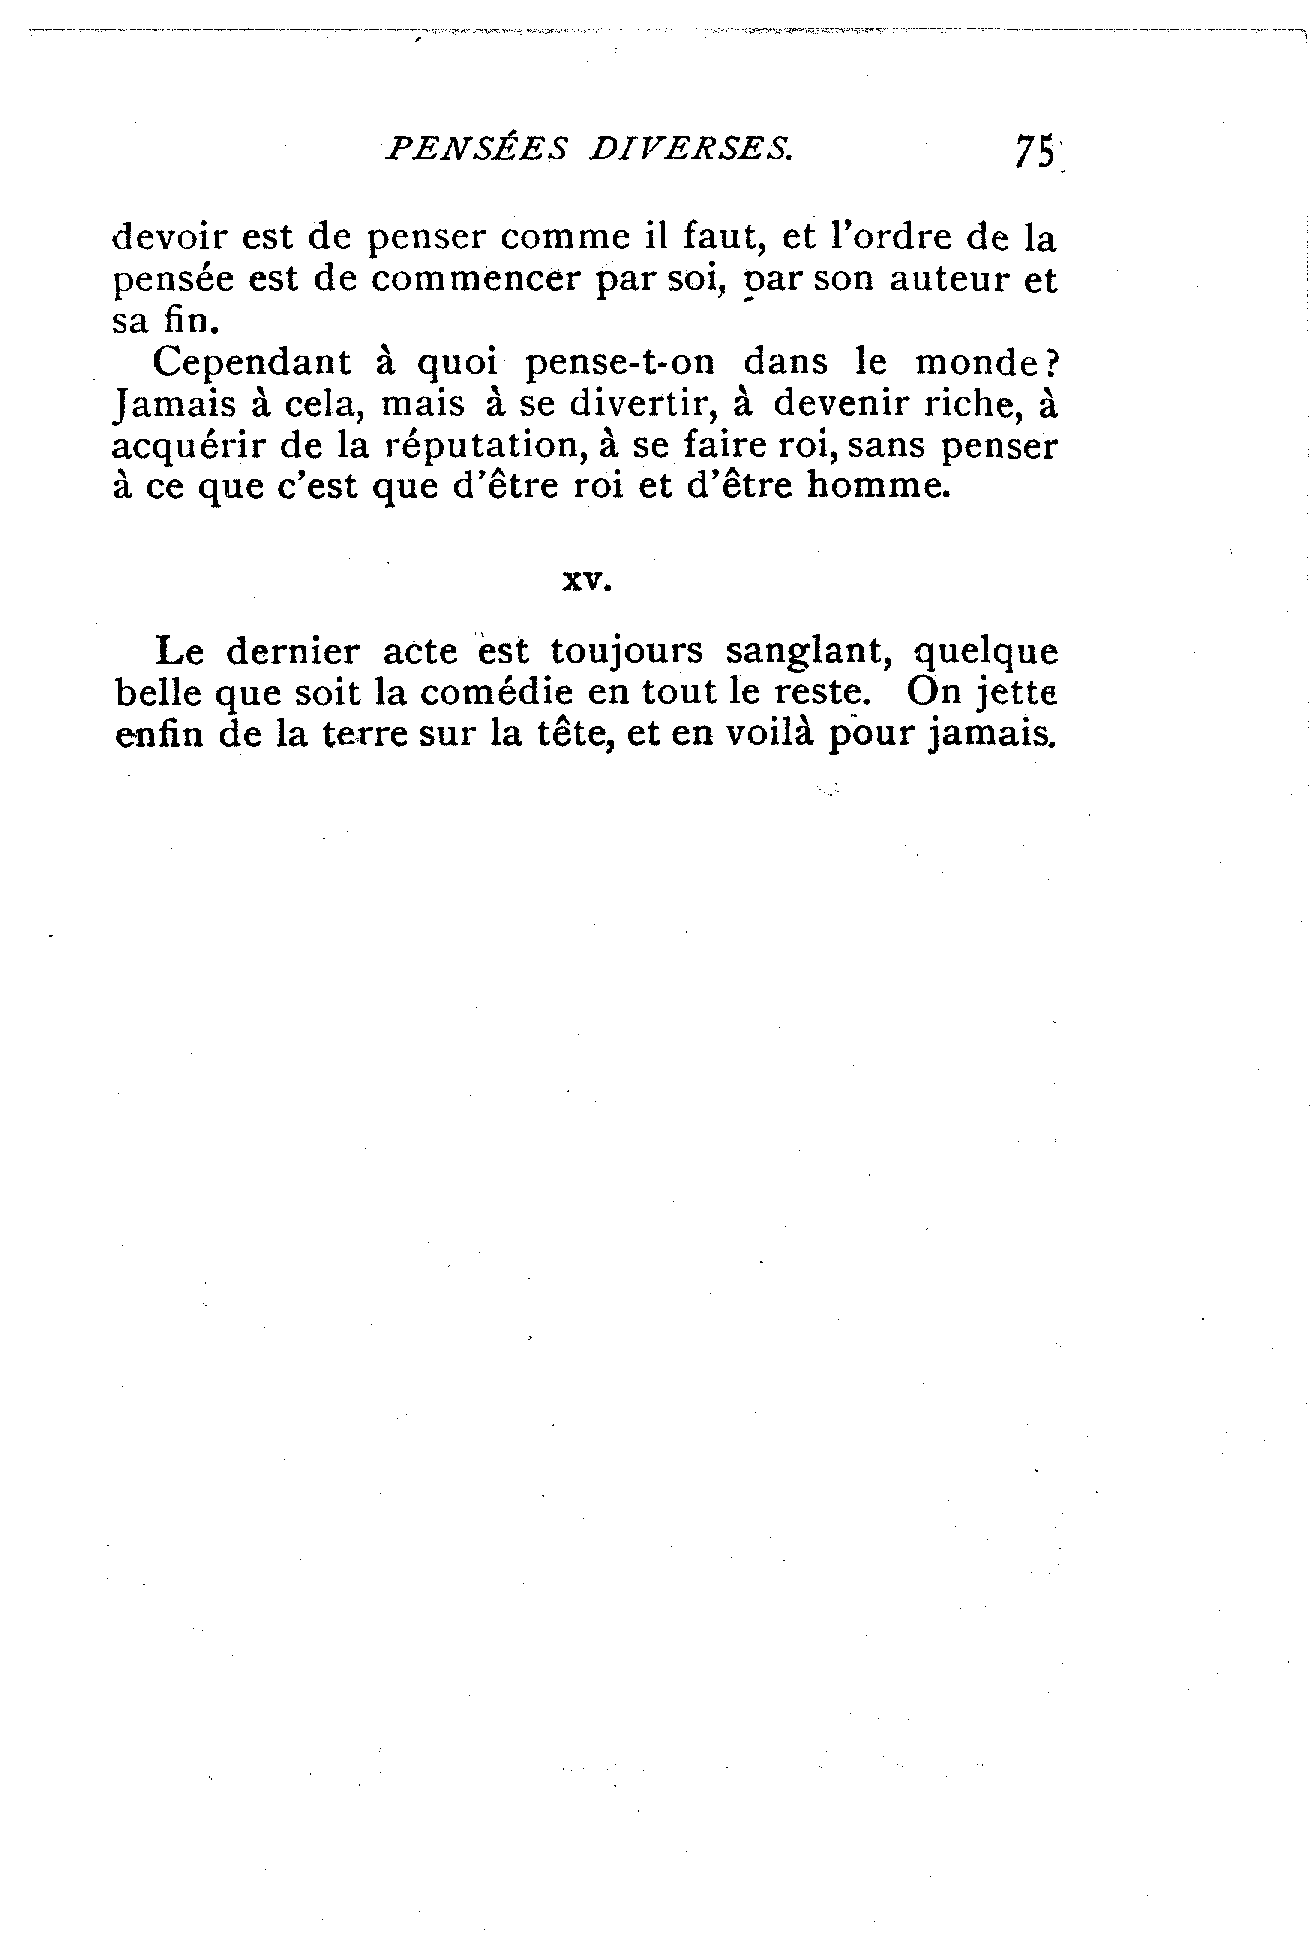 PENSÉES DIVERSES. 75
devoir est de penser comme il faut, et l'ordre de la
pensée est de commencer par soi, par son auteur et
sa fin.
Cependant à quoi pense-t-on dans le monde?
Jamais à cela, mais à se divertir, à devenir riche, à
acquérir de la réputation, à se faire roi, sans penser
à ce que c'est que d'être roi et d'être homme.
XV.
Le dernier acte est toujours sanglant, quelque
belle que soit la comédie en tout le reste. On jette
enfin de la terre sur la tête, et en voilà pour jamais.